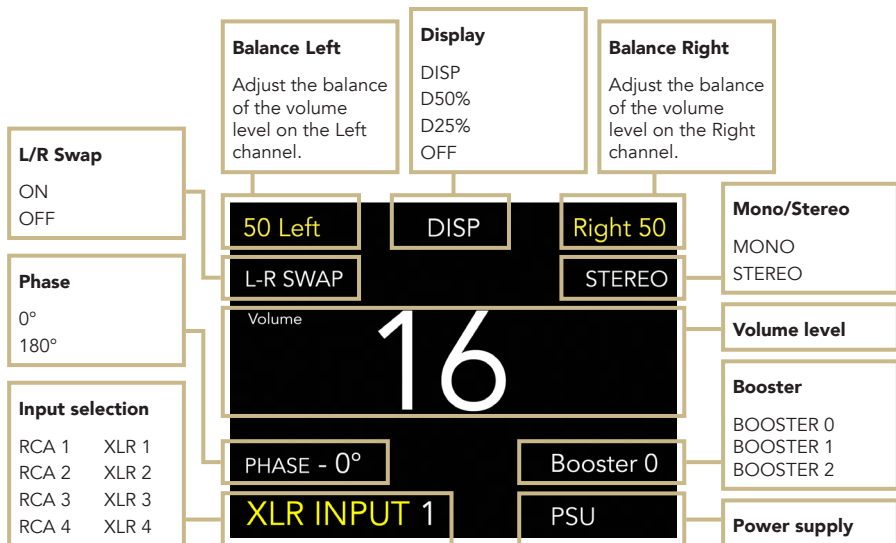 Balance Left
Adjust the balance
of the volume
level on the Left
channel.
Display
DISP
D50%
D25%
OFF
Balance Right
Adjust the balance
of the volume
level on the Right
channel.
L/R Swap
ON
OFF
Phase
0°
180°
Input selection
RCA 1 XLR 1
RCA 2 XLR 2
RCA 3 XLR 3
RCA 4 XLR 4
50 Left DISP Right 50
L-R SWAP STEREO
Volume
16
PHASE - 0° Booster 0
XLR INPUT 1 PSU
Mono/Stereo
MONO
STEREO
Volume level
Booster
BOOSTER 0
BOOSTER 1
BOOSTER 2
Power supply